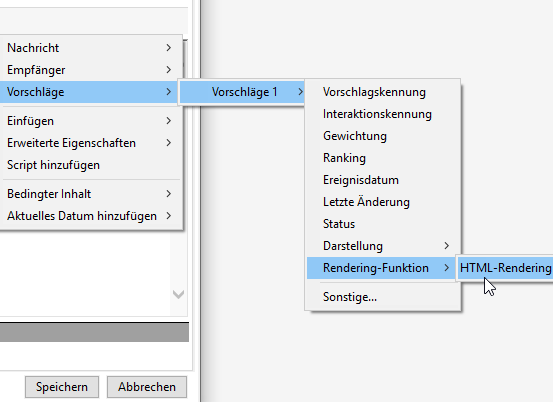 Nachricht
Empfänger
Vorschläge
Einfügen
Erweiterte Eigenschaften
Script hinzufügen
Bedingter Inhalt
Aktuelles Datum hinzufügen
Vorschläge 1
Vorschlagskennung
Interaktionskennung
Gewichtung
Ranking
Ereignisdatum
Letzte Änderung
Status
Darstellung
Rendering-Funktion
Sonstige...
HTML-Rendering
Speichern
Abbrechen